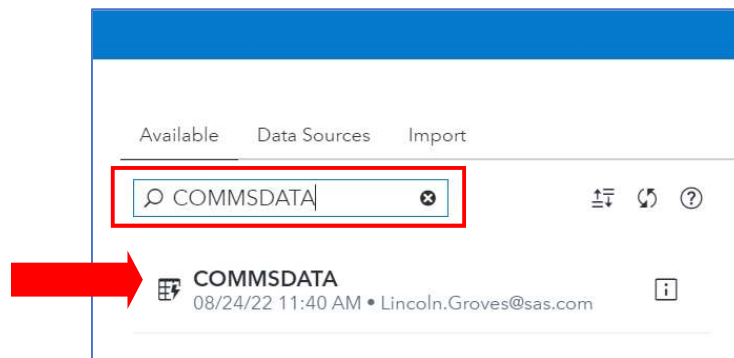 Available Data Sources Import
COMMSDATA
COMMSDATA
08/24/22 11:40 AM • Lincoln.Groves@sas.com